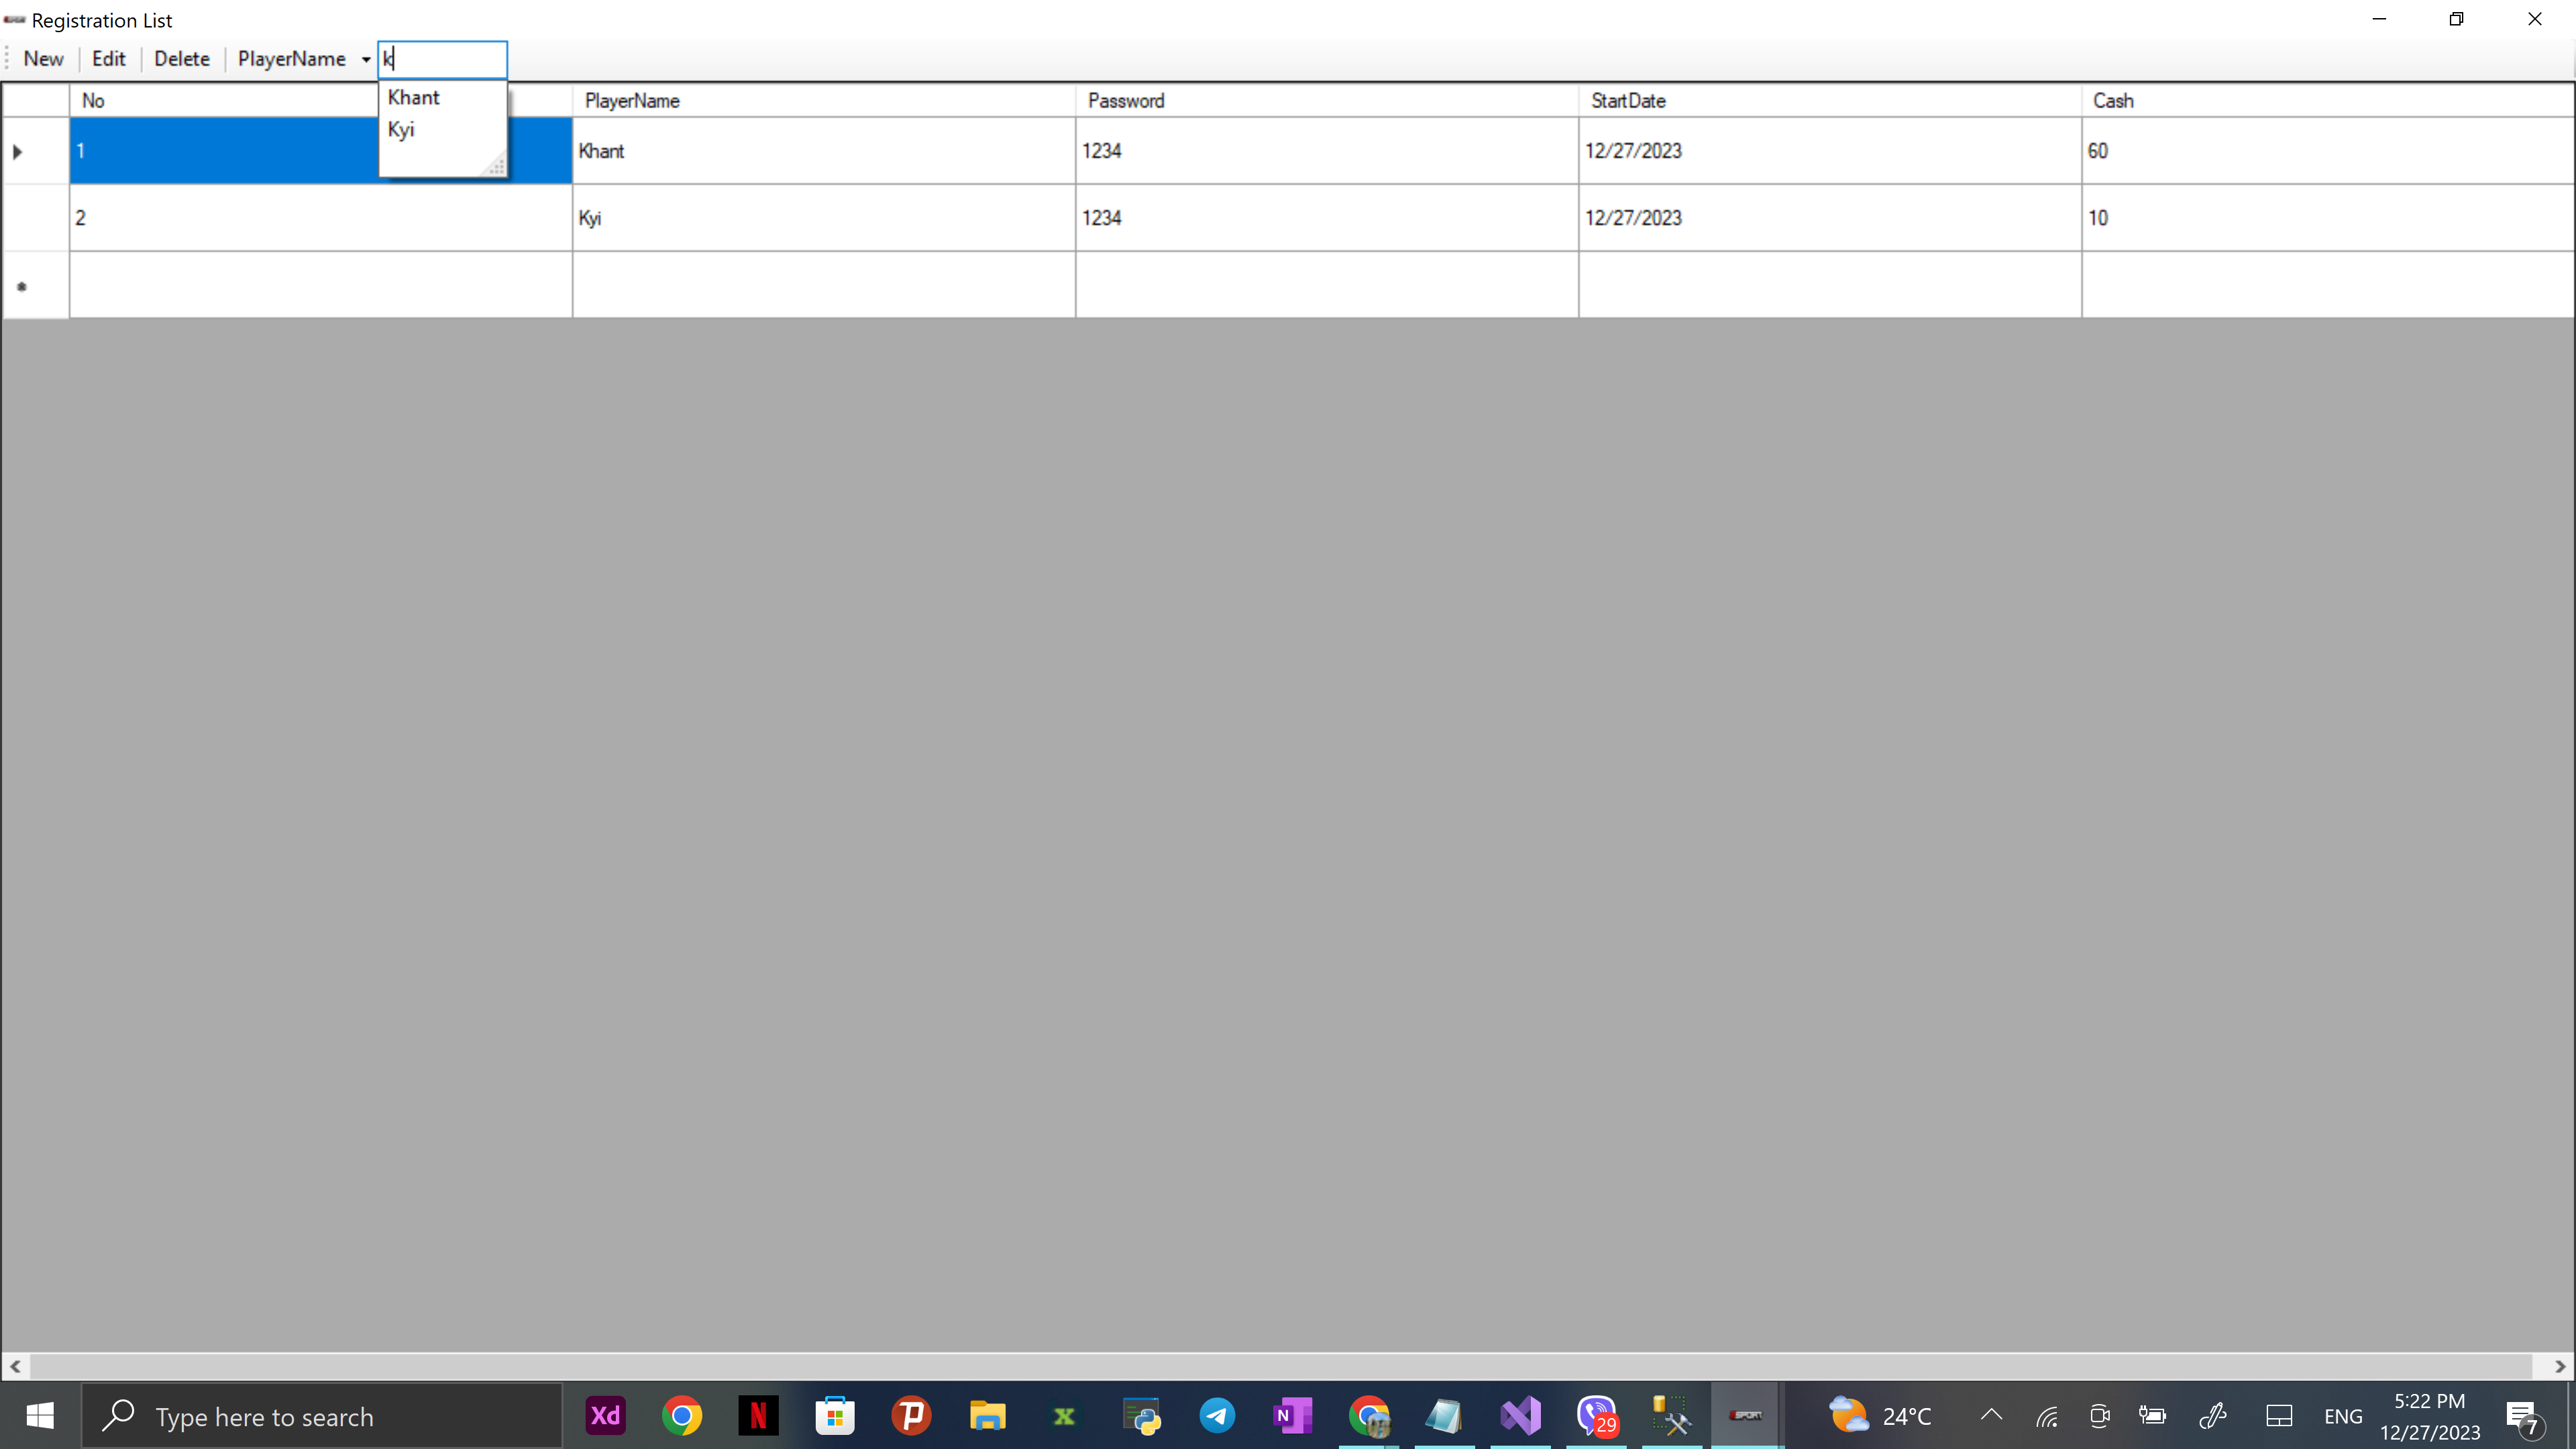 Registration List
New Edit Delete PlayerName k
Khant
Kyi
No PlayerName Password StartDate Cash
1 Khant 1234 12/27/2023 60
2 Kyi 1234 12/27/2023 10
Type here to search
Xd
N
P
X
N
29
24°C
ENG
5:22 PM
12/27/2023
7